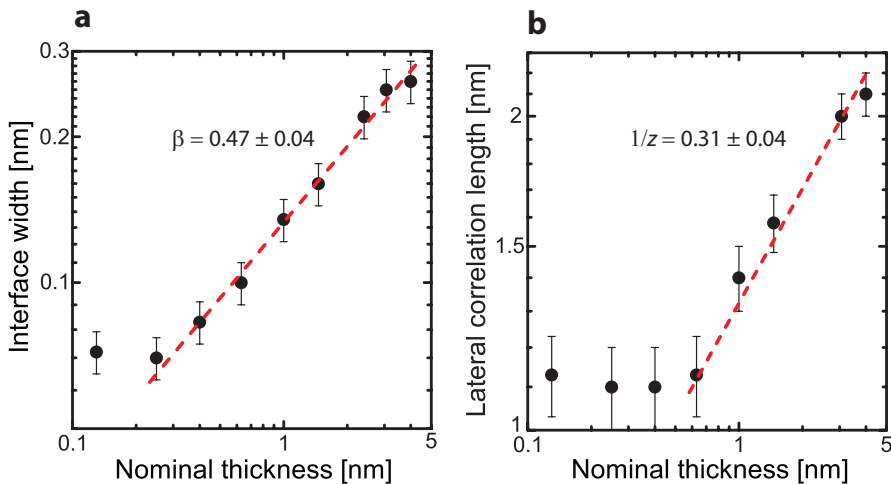 a
0.3
0.2
0.1
Interface width [nm]
β = 0.47 ± 0.04
0.1
1
5
Nominal thickness [nm]
b
2
1.5
1
Lateral correlation length [nm]
1/z = 0.31 ± 0.04
0.1
1
5
Nominal thickness [nm]